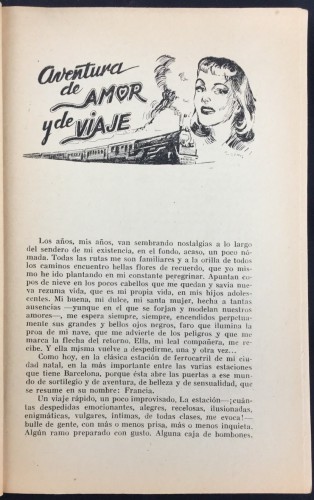 Aventura
de AMOR
y de VIAJE
Los años, mis años, van sembrando nostalgias a lo largo
del sendero de mi existencia, en el fondo, acaso, un poco nó-
mada. Todas las rutas me son familiares y a la orilla de todos
los caminos encuentro bellas flores de recuerdo, que yo mis-
mo he ido plantando en mi constante peregrinar. Apuntan co-
pos de nieve en los pocos cabellos que me quedan y savia nue-
va rezuma vida, que es mi propia vida, en mis hijos adoles-
centes. Mi buena, mi dulce, mi santa mujer, hecha a tantas
ausencias —yunque en el que se forjan y modelan nuestros
amores—, me espera siempre, siempre, encendidos perpetua-
mente sus grandes y bellos ojos negros, faro que ilumina la
proa de mi nave, que me advierte de los peligros y que me
marca la flecha del retorno. Ella, mi leal compañera, me re-
cibe. Y ella misma vuelve a despedirme, una y otra vez...
Como hoy, en la clásica estación de ferrocarril de mi ciu-
dad natal, en la más importante entre las varias estaciones
que tiene Barcelona, porque ésta abre las puertas a ese mun-
do de sortilegio y de aventura, de belleza y de sensualidad, que
se resume en su nombre: Francia.
Un viaje rápido, un poco improvisado. La estación—¡cuán-
tas despedidas emocionantes, alegres, recelosas, ilusionadas,
enigmáticas, vulgares, íntimas, de todas clases, me evoca!—
bulle de gente, con más o menos prisa, más o menos inquieta.
Algún ramo preparado con gusto. Alguna caja de bombones.